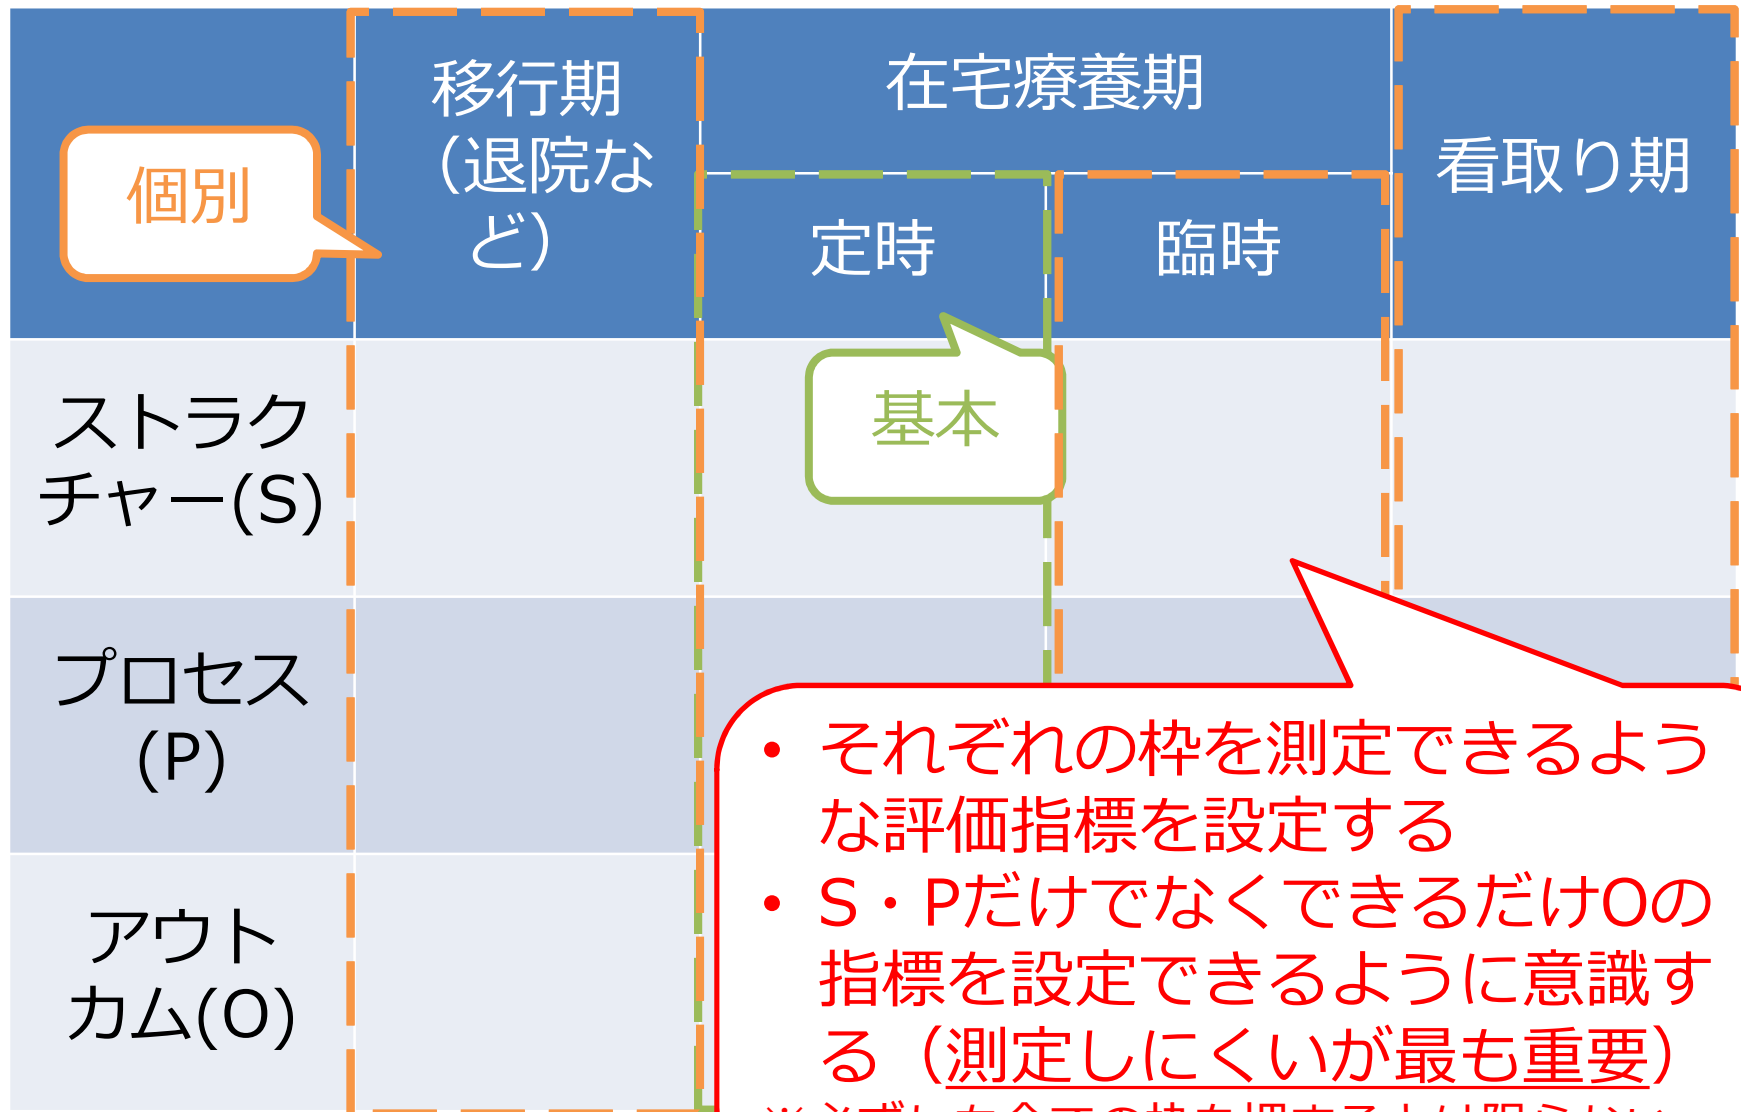 移行期
（退院な
ど）
在宅療養期
看取り期
個別
定時
臨時
基本
ストラク
チャー(S)
プロセス
(P)
アウト
カム(O)
• それぞれの枠を測定できるよう
な評価指標を設定する
• S・PだけでなくできるだけOの
指標を設定できるように意識す
る（測定しにくいが最も重要）